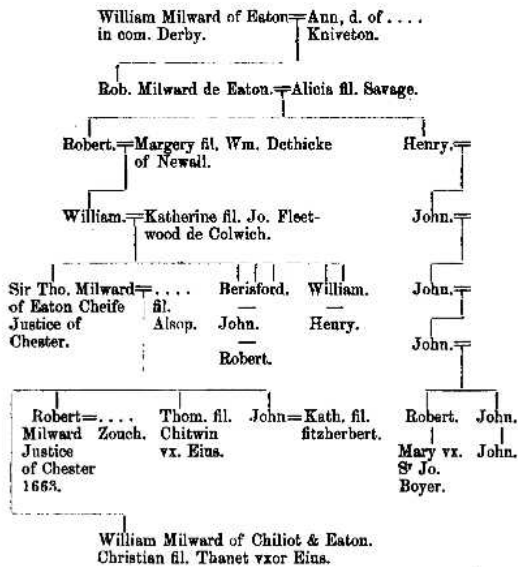 William Milward of Eaton=Ann, d. of . . . .
in com. Derby. Kniveton.
Rob. Milward de Eaton.=Alicia fil. Savage.
Robert.=Margery fil. Wm. Dethicke Henry.=
of Newall.
William.=Katherine fil. Jo. Fleet- John.=
wood de Colwich.
Sir Tho. Milward= . . . . Berisford. William. John.=
of Eaton Cheife fil. — —
Justice of Alsop. John. Henry.
Chester. — John.=
Robert.
Robert= . . . . Thom. fil. John=Kath. fil. Robert. John.
Milward Zouch. Chitwin fitzherbert.
Justice vx. Eius. Mary vx. John.
of Chester Sr Jo.
1663. Boyer.
William Milward of Chiliot & Eaton.
Christian fil. Thanet vxor Eius.